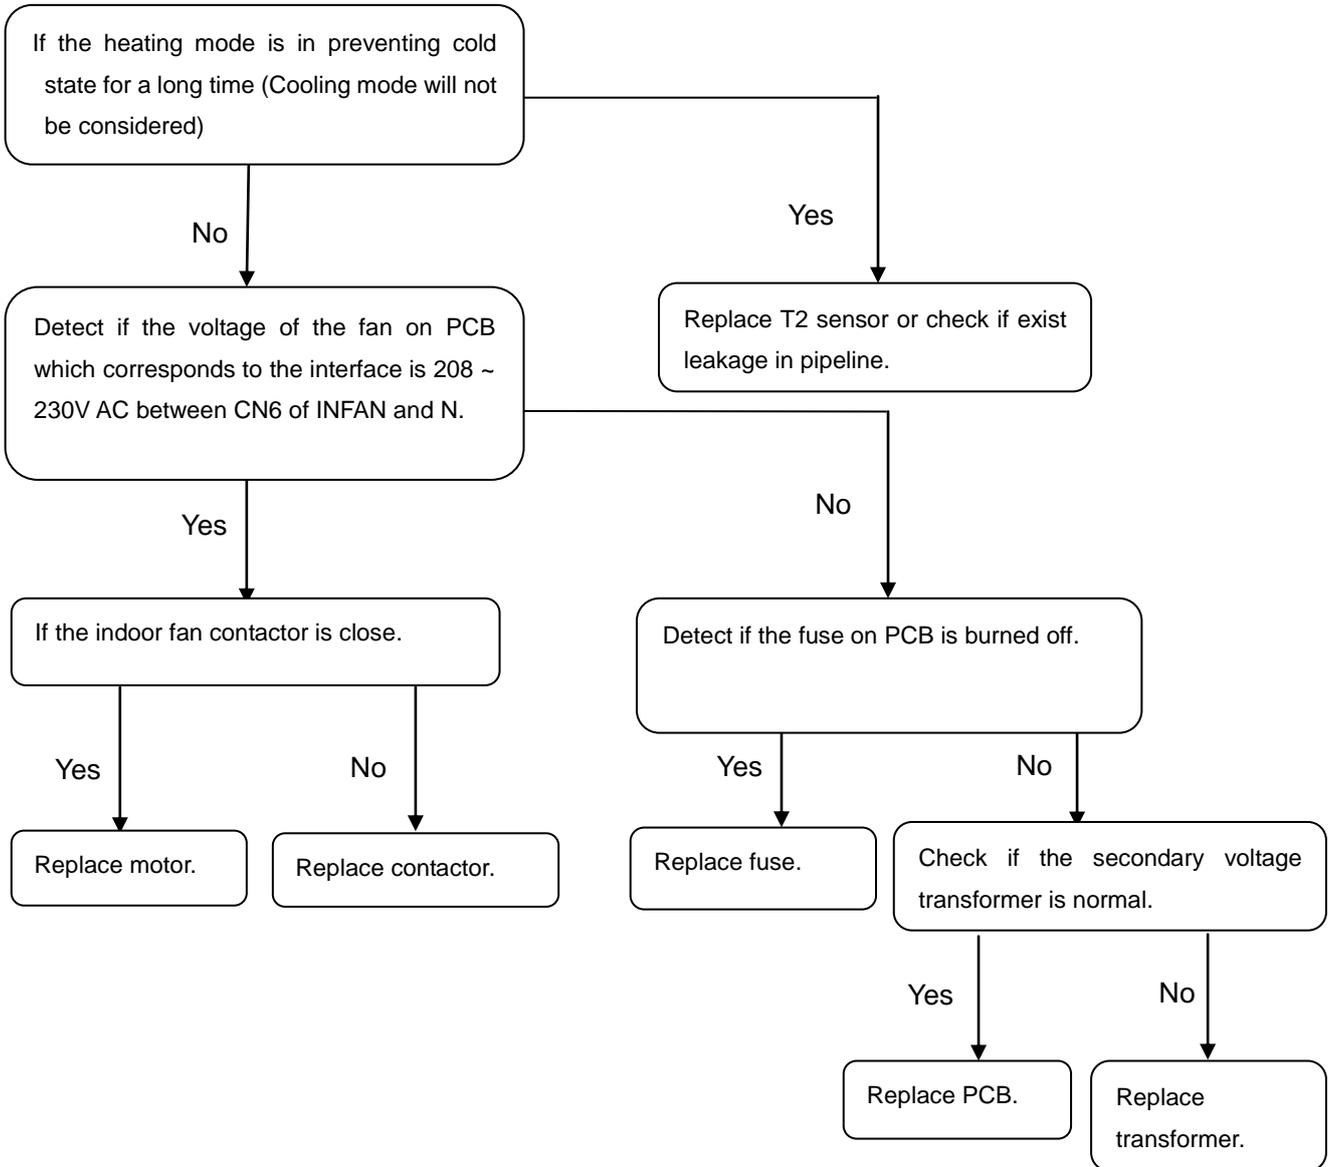 If the heating mode is in preventing cold
state for a long time (Cooling mode will not
be considered)
No
Yes
Detect if the voltage of the fan on PCB
which corresponds to the interface is 208 ~
230V AC between CN6 of INFAN and N.
Replace T2 sensor or check if exist
leakage in pipeline.
Yes
No
If the indoor fan contactor is close.
Detect if the fuse on PCB is burned off.
Yes
No
Yes
No
Replace motor.
Replace contactor.
Replace fuse.
Check if the secondary voltage
transformer is normal.
Yes
No
Replace PCB.
Replace
transformer.